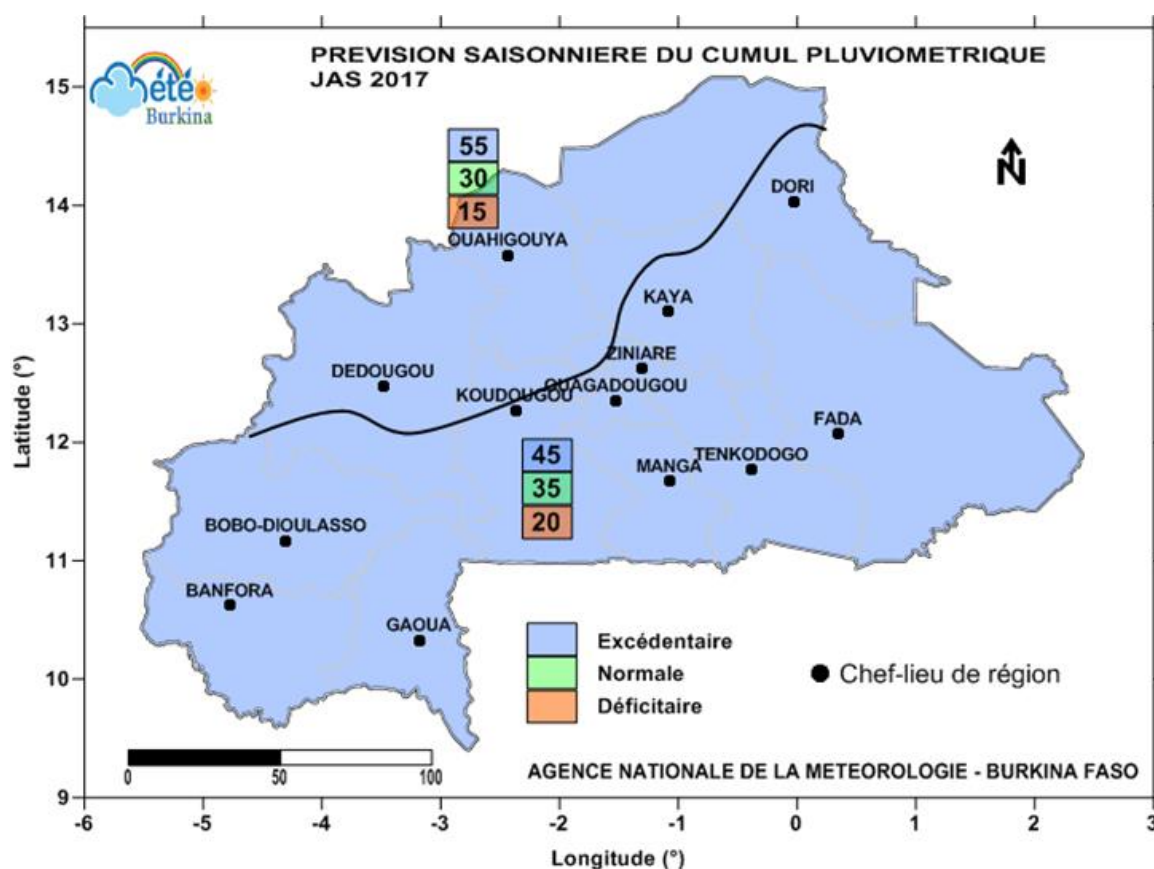 PREVISION SAISONNIERE DU CUMUL PLUVIOMETRIQUE
JAS 2017
été
Burkina
15
14
13
12
11
10
9
Latitude (°)
55
30
15
N
DORI
OUAHIGOUYA
KAYA
ZINIARE
DEDOUGOU
KOUDOUGOU
OUAGADOUGOU
FADA
45
35
20
MANGA
TENKODOGO
BOBO-DIOULASSO
BANFORA
GAOUA
Excédentaire
Normale
Déficitaire
Chef-lieu de région
0 50 100
AGENCE NATIONALE DE LA METEOROLOGIE - BURKINA FASO
-6 -5 -4 -3 -2 -1 0 1 2 3
Longitude (°)